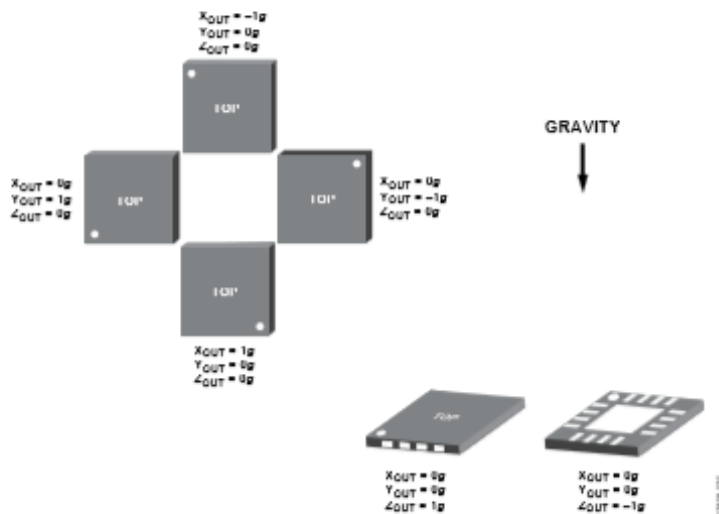 XOUT = –1g
YOUT = 0g
ZOUT = 0g
TOP
GRAVITY
XOUT = 0g
YOUT = 1g
ZOUT = 0g
TOP
TOP
XOUT = 0g
YOUT = –1g
ZOUT = 0g
TOP
XOUT = 1g
YOUT = 0g
ZOUT = 0g
TOP
XOUT = 0g
YOUT = 0g
ZOUT = 1g
XOUT = 0g
YOUT = 0g
ZOUT = –1g